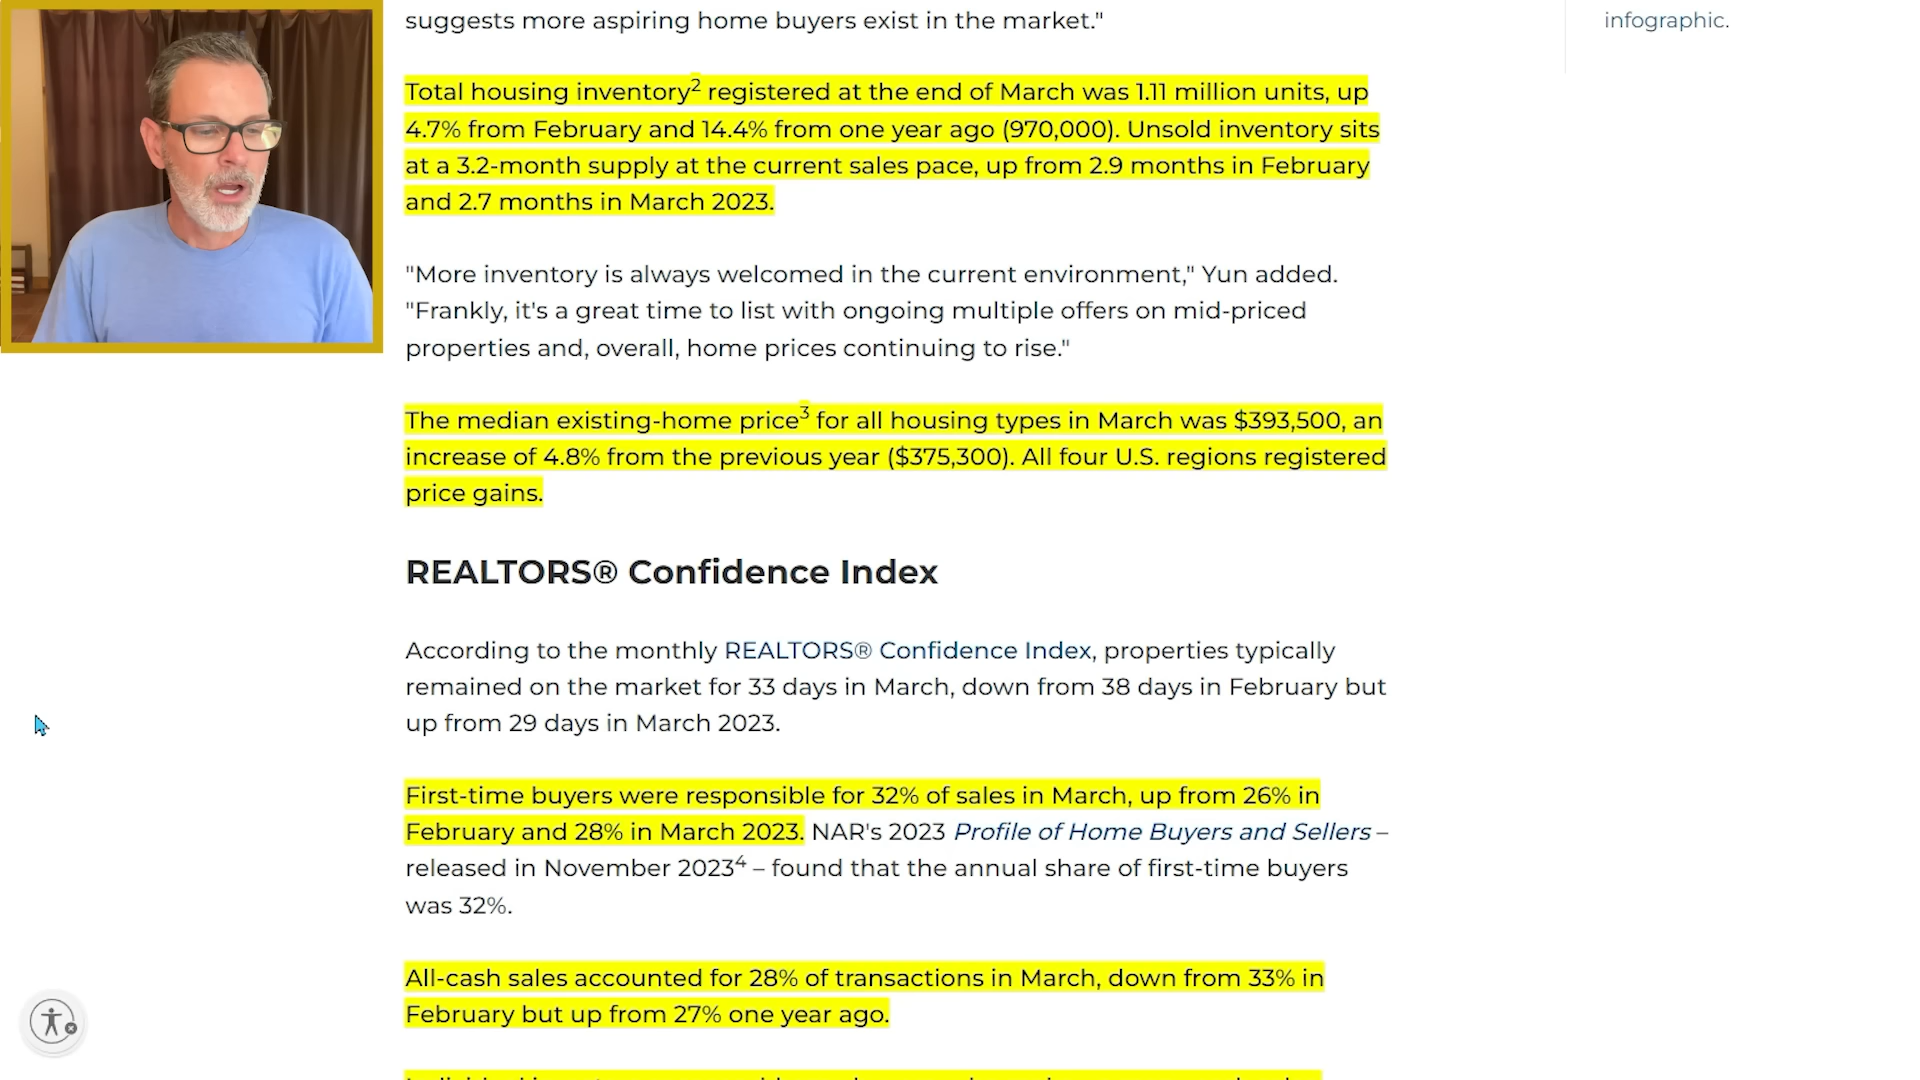 suggests more aspiring home buyers exist in the market."
infographic.
Total housing inventory² registered at the end of March was 1.11 million units, up
4.7% from February and 14.4% from one year ago (970,000). Unsold inventory sits
at a 3.2-month supply at the current sales pace, up from 2.9 months in February
and 2.7 months in March 2023.
"More inventory is always welcomed in the current environment," Yun added.
"Frankly, it's a great time to list with ongoing multiple offers on mid-priced
properties and, overall, home prices continuing to rise."
The median existing-home price³ for all housing types in March was $393,500, an
increase of 4.8% from the previous year ($375,300). All four U.S. regions registered
price gains.
REALTORS® Confidence Index
According to the monthly REALTORS® Confidence Index, properties typically
remained on the market for 33 days in March, down from 38 days in February but
up from 29 days in March 2023.
First-time buyers were responsible for 32% of sales in March, up from 26% in
February and 28% in March 2023. NAR's 2023 Profile of Home Buyers and Sellers –
released in November 2023⁴ – found that the annual share of first-time buyers
was 32%.
All-cash sales accounted for 28% of transactions in March, down from 33% in
February but up from 27% one year ago.